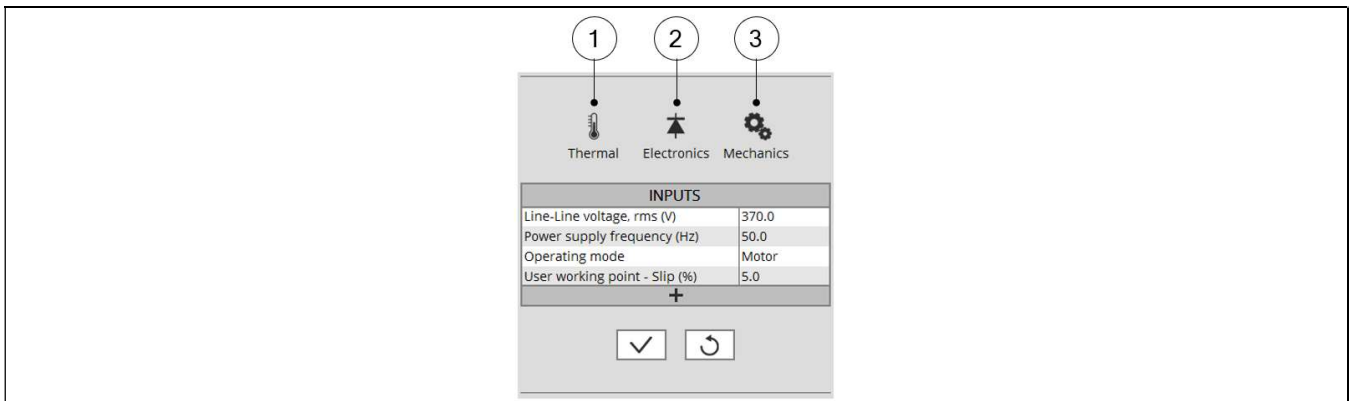 1 2 3
Thermal Electronics Mechanics
INPUTS
Line-Line voltage, rms (V) 370.0
Power supply frequency (Hz) 50.0
Operating mode Motor
User working point - Slip (%) 5.0
+